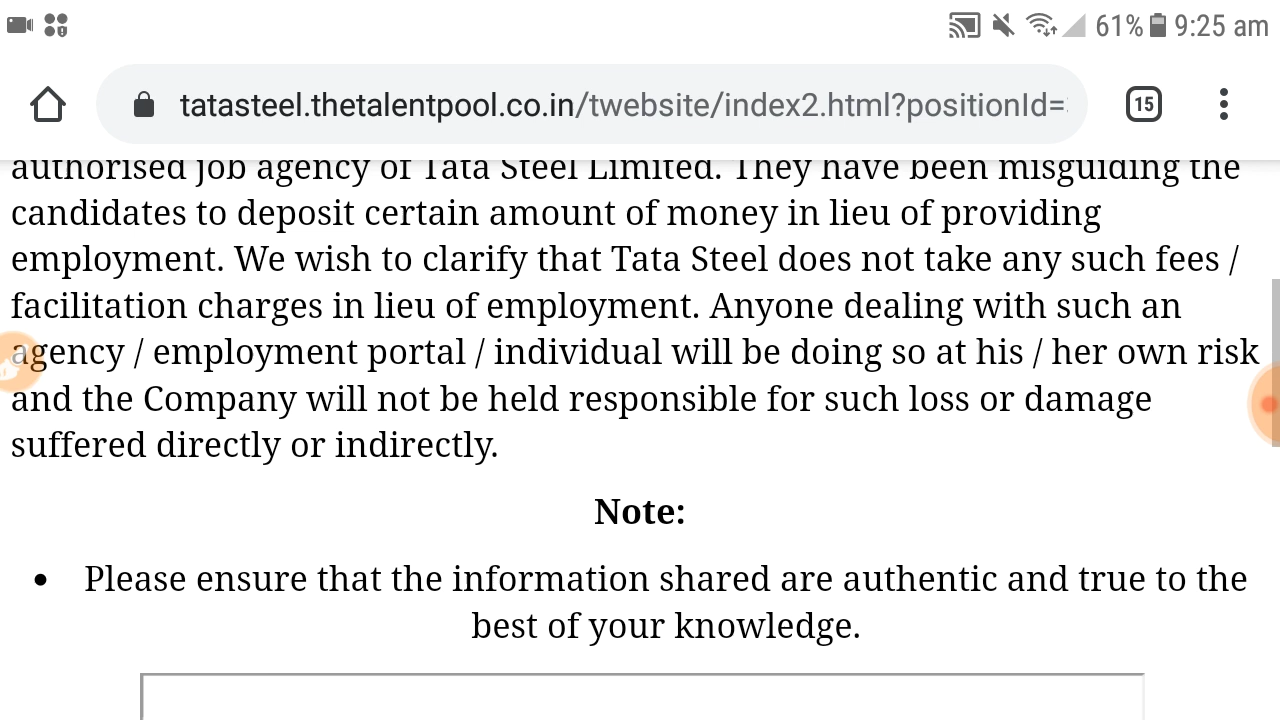 61% 9:25 am
tatasteel.thetalentpool.co.in/twebsite/index2.html?positionId=
15
authorised job agency of Tata Steel Limited. They have been misguiding the
candidates to deposit certain amount of money in lieu of providing
employment. We wish to clarify that Tata Steel does not take any such fees /
facilitation charges in lieu of employment. Anyone dealing with such an
agency / employment portal / individual will be doing so at his / her own risk
and the Company will not be held responsible for such loss or damage
suffered directly or indirectly.
Note:
• Please ensure that the information shared are authentic and true to the
best of your knowledge.